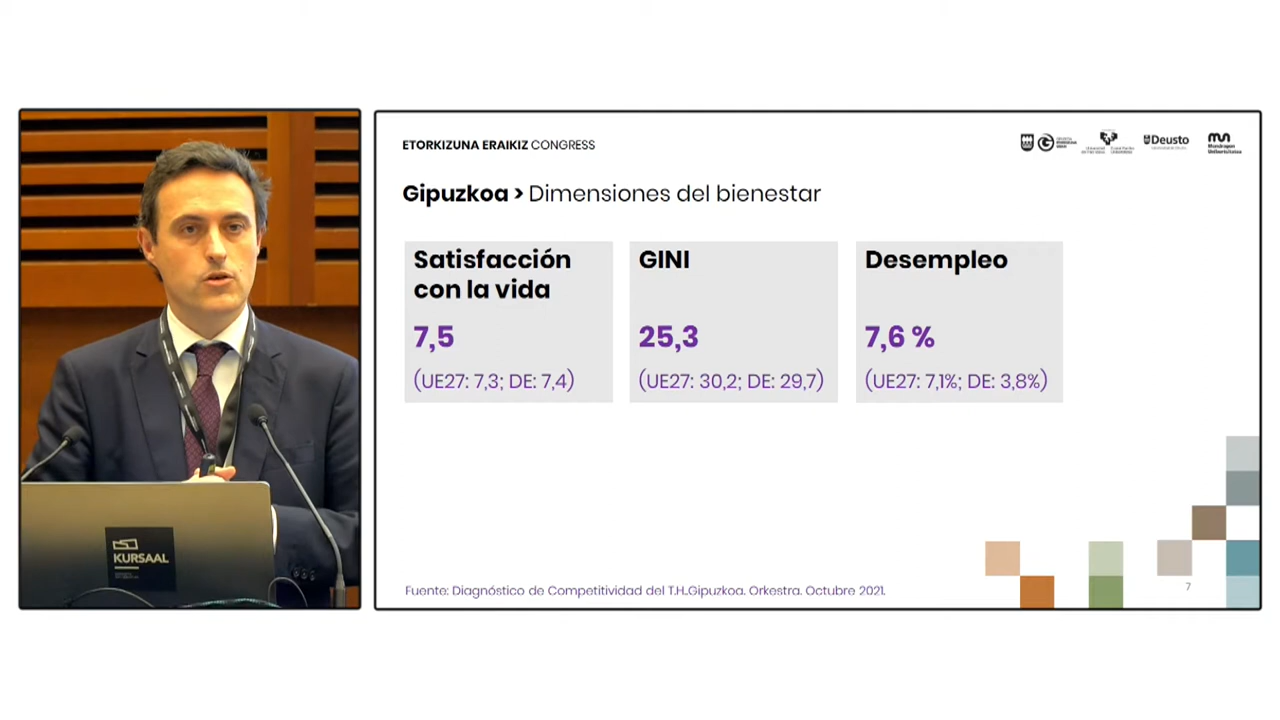 ETORKIZUNA ERAIKIZ CONGRESS
Deusto
Mondragon
Unibertsitatea
Gipuzkoa > Dimensiones del bienestar
Satisfacción
con la vida
7,5
(UE27: 7,3; DE: 7,4)
GINI
25,3
(UE27: 30,2; DE: 29,7)
Desempleo
7,6 %
(UE27: 7,1%; DE: 3,8%)
KURSAAL
Fuente: Diagnóstico de Competitividad del T.H.Gipuzkoa. Orkestra. Octubre 2021.
7